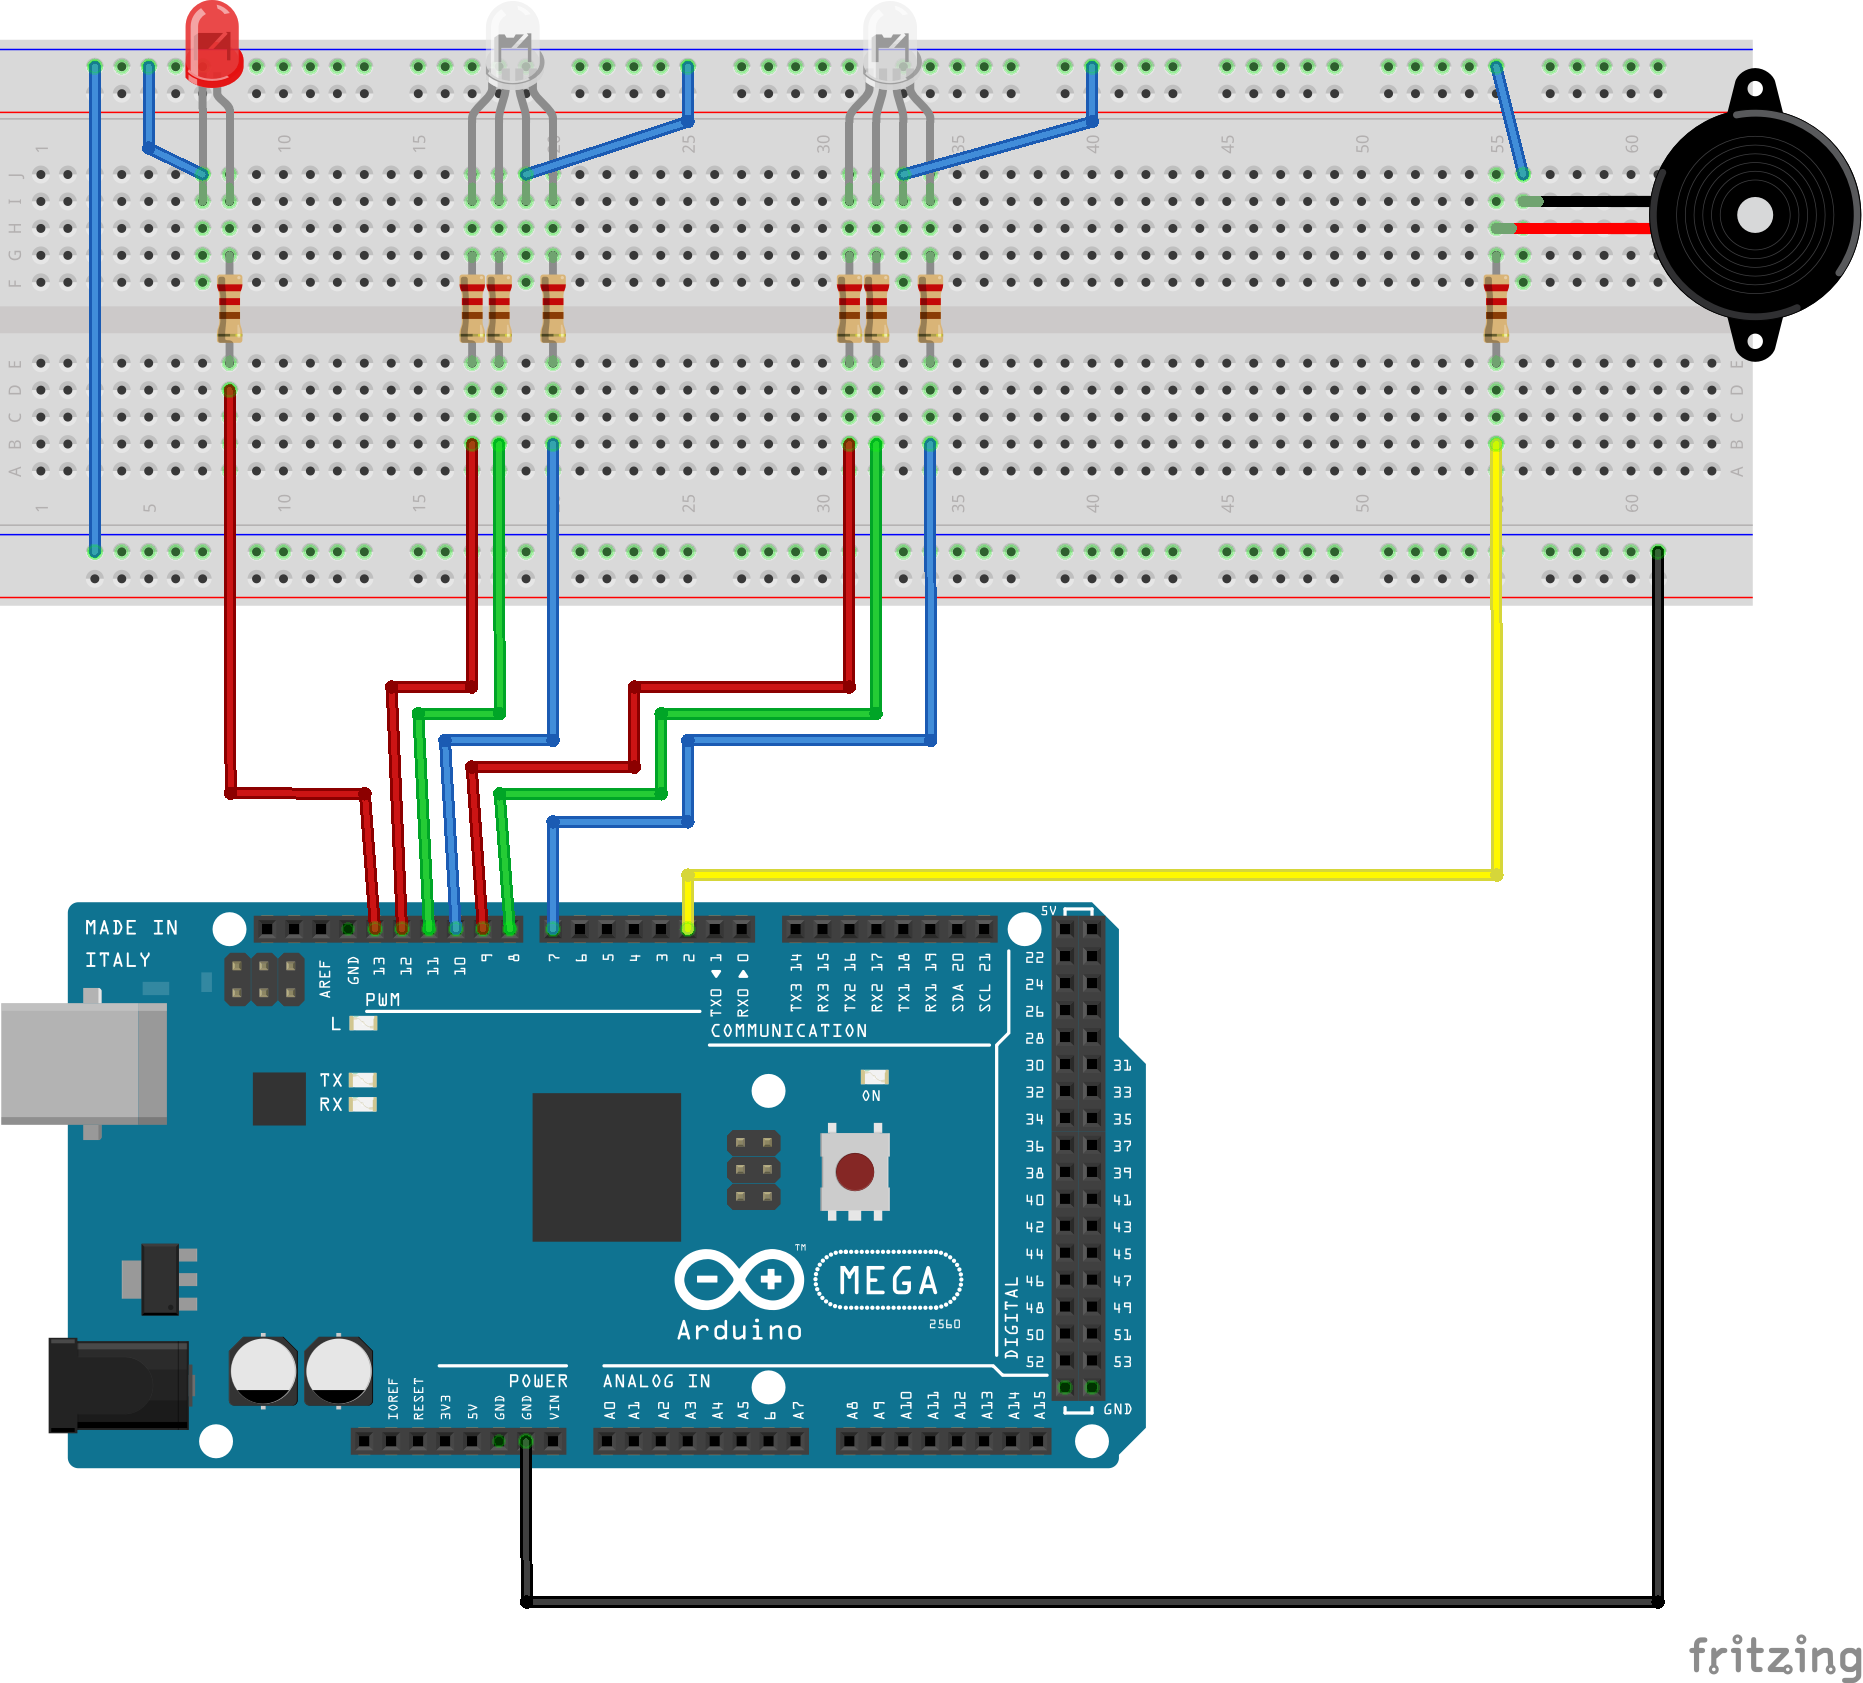 1 5 10 15 20 25 30 35 40 45 50 55 60
J
I
H
G
F
E E
D D
C C
B B
A A
1 5 10 15 25 30 35 40 45 50 60
MADE IN
ITALY
AREF GND 13 12 11 10 9 8 7 6 5 4 3 2 TX0 1 RX0 0
TX3 14 RX3 15 TX2 16 RX2 17 TX1 18 RX1 19 SDA 20 SCL 21
PWM
COMMUNICATION
L
TX
RX
ON
5V
22
24
26
28
30 31
32 33
34 35
36 37
38 39
40 41
42 43
44 45
46 47
48 49
50 51
52 53
GND
DIGITAL
TM
MEGA
Arduino
2560
POWER
ANALOG IN
IOREF RESET 3V3 5V GND GND VIN
A0 A1 A2 A3 A4 A5 6 A7
A8 A9 A10 A11 A12 A13 A14 A15
fritzing